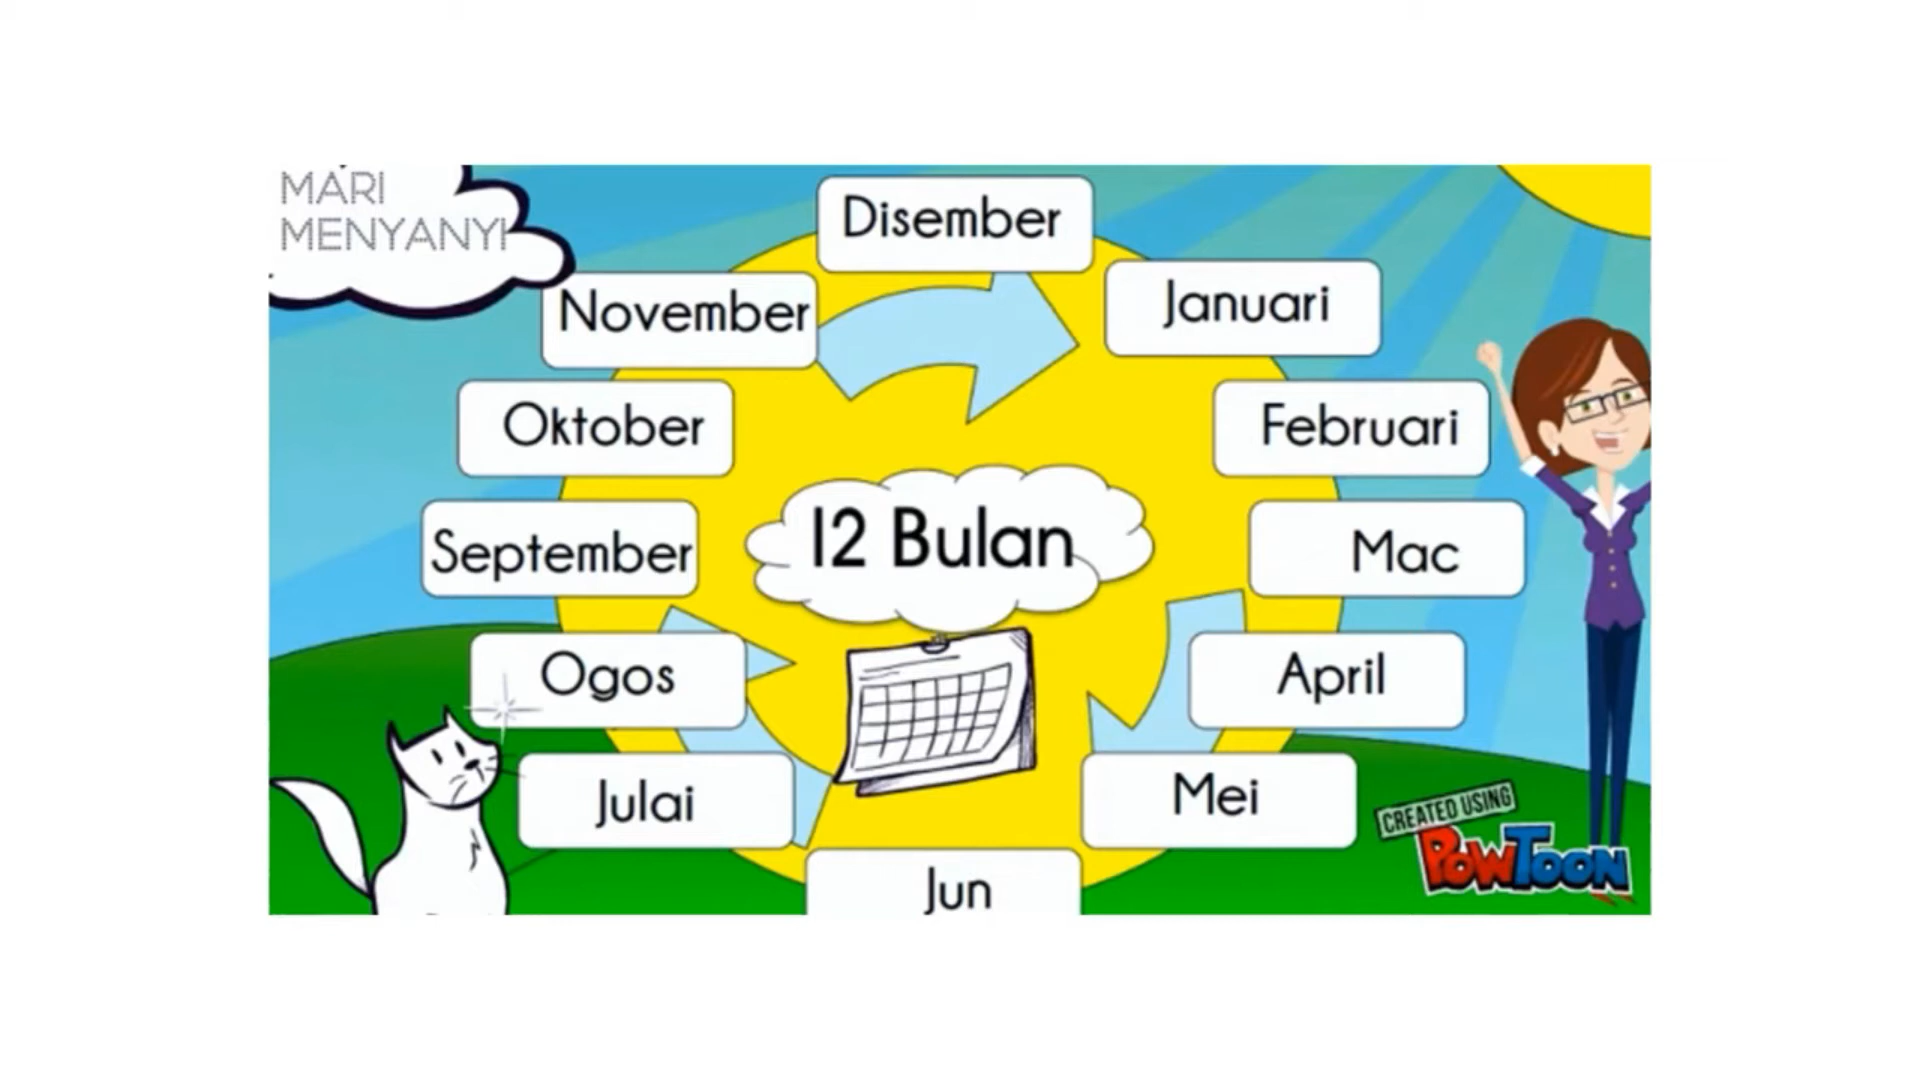 MARI
MENYANYI
Disember
Januari
Februari
Mac
April
Mei
Jun
Julai
Ogos
September
Oktober
November
12 Bulan
CREATED USING
POWTOON